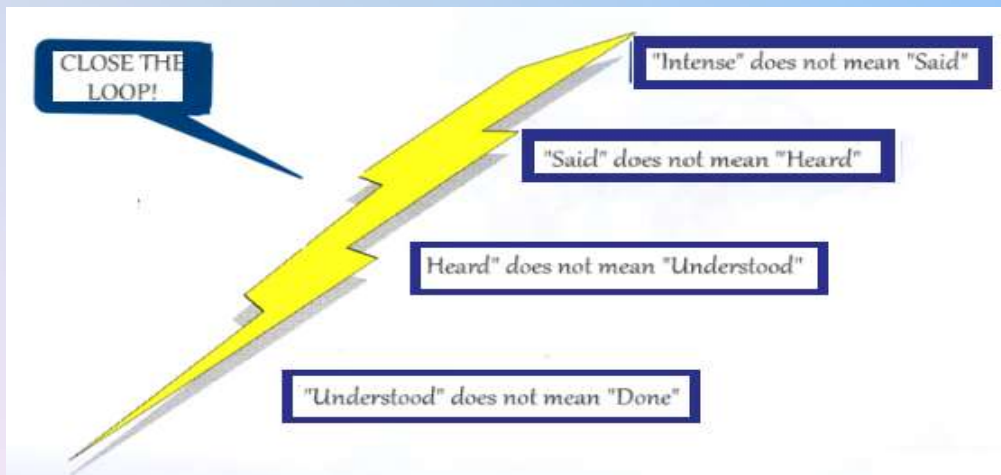 CLOSE THE
LOOP!
"Intense" does not mean "Said"
"Said" does not mean "Heard"
Heard" does not mean "Understood"
"Understood" does not mean "Done"